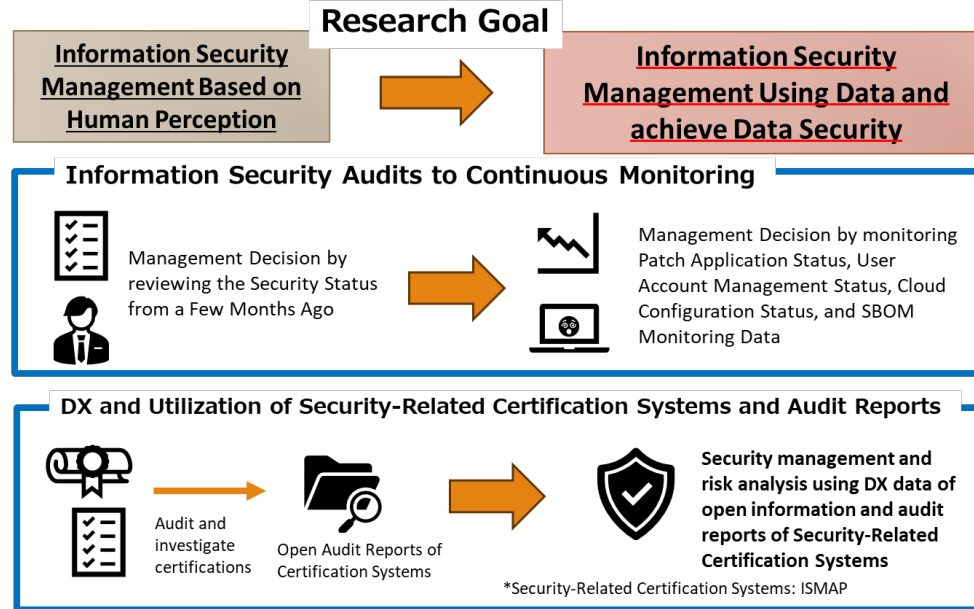 Research Goal
Information Security
Management Based on
Human Perception
Information Security
Management Using Data and
achieve Data Security
Information Security Audits to Continuous Monitoring
Management Decision by
reviewing the Security Status
from a Few Months Ago
Management Decision by monitoring
Patch Application Status, User
Account Management Status, Cloud
Configuration Status, and SBOM
Monitoring Data
DX and Utilization of Security-Related Certification Systems and Audit Reports
Audit and
investigate
certifications
Open Audit Reports of
Certification Systems
Security management and
risk analysis using DX data of
open information and audit
reports of Security-Related
Certification Systems
*Security-Related Certification Systems: ISMAP